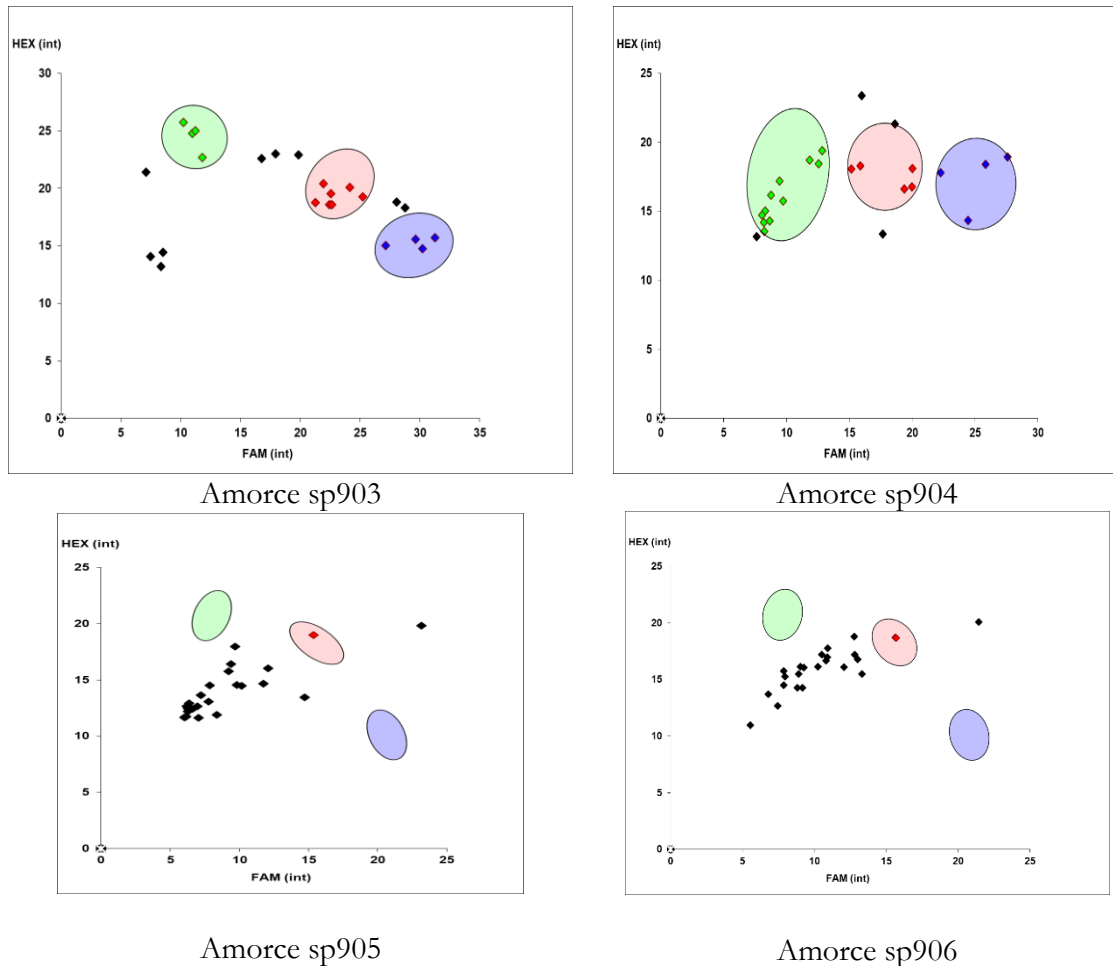 HEX (int)
30
25
20
15
10
5
0
0 5 10 15 20 25 30 35
FAM (int)
Amorce sp903
HEX (int)
25
20
15
10
5
0
0 5 10 15 20 25 30
FAM (int)
Amorce sp904
HEX (int)
25
20
15
10
5
0
0 5 10 15 20 25
FAM (int)
Amorce sp905
HEX (int)
25
20
15
10
5
0
0 5 10 15 20 25
FAM (int)
Amorce sp906